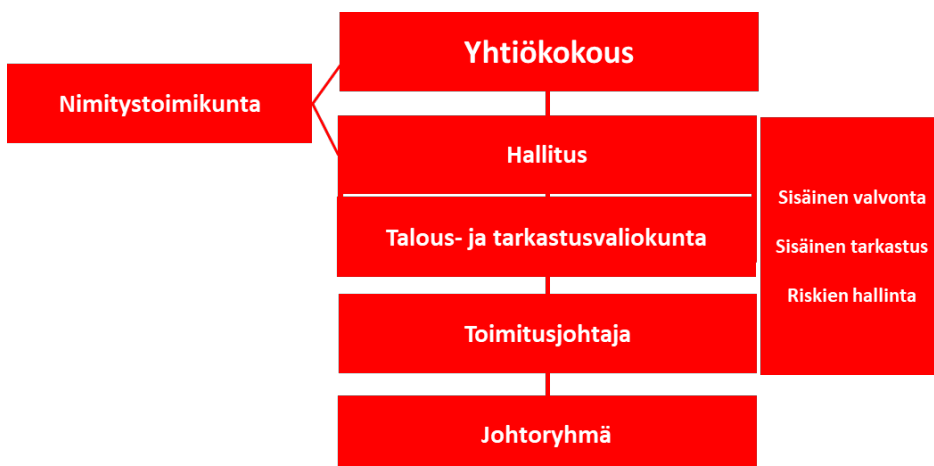 Yhtiökokous
Nimitystoimikunta
Hallitus
Talous- ja tarkastusvaliokunta
Toimitusjohtaja
Johtoryhmä
Sisäinen valvonta
Sisäinen tarkastus
Riskien hallinta